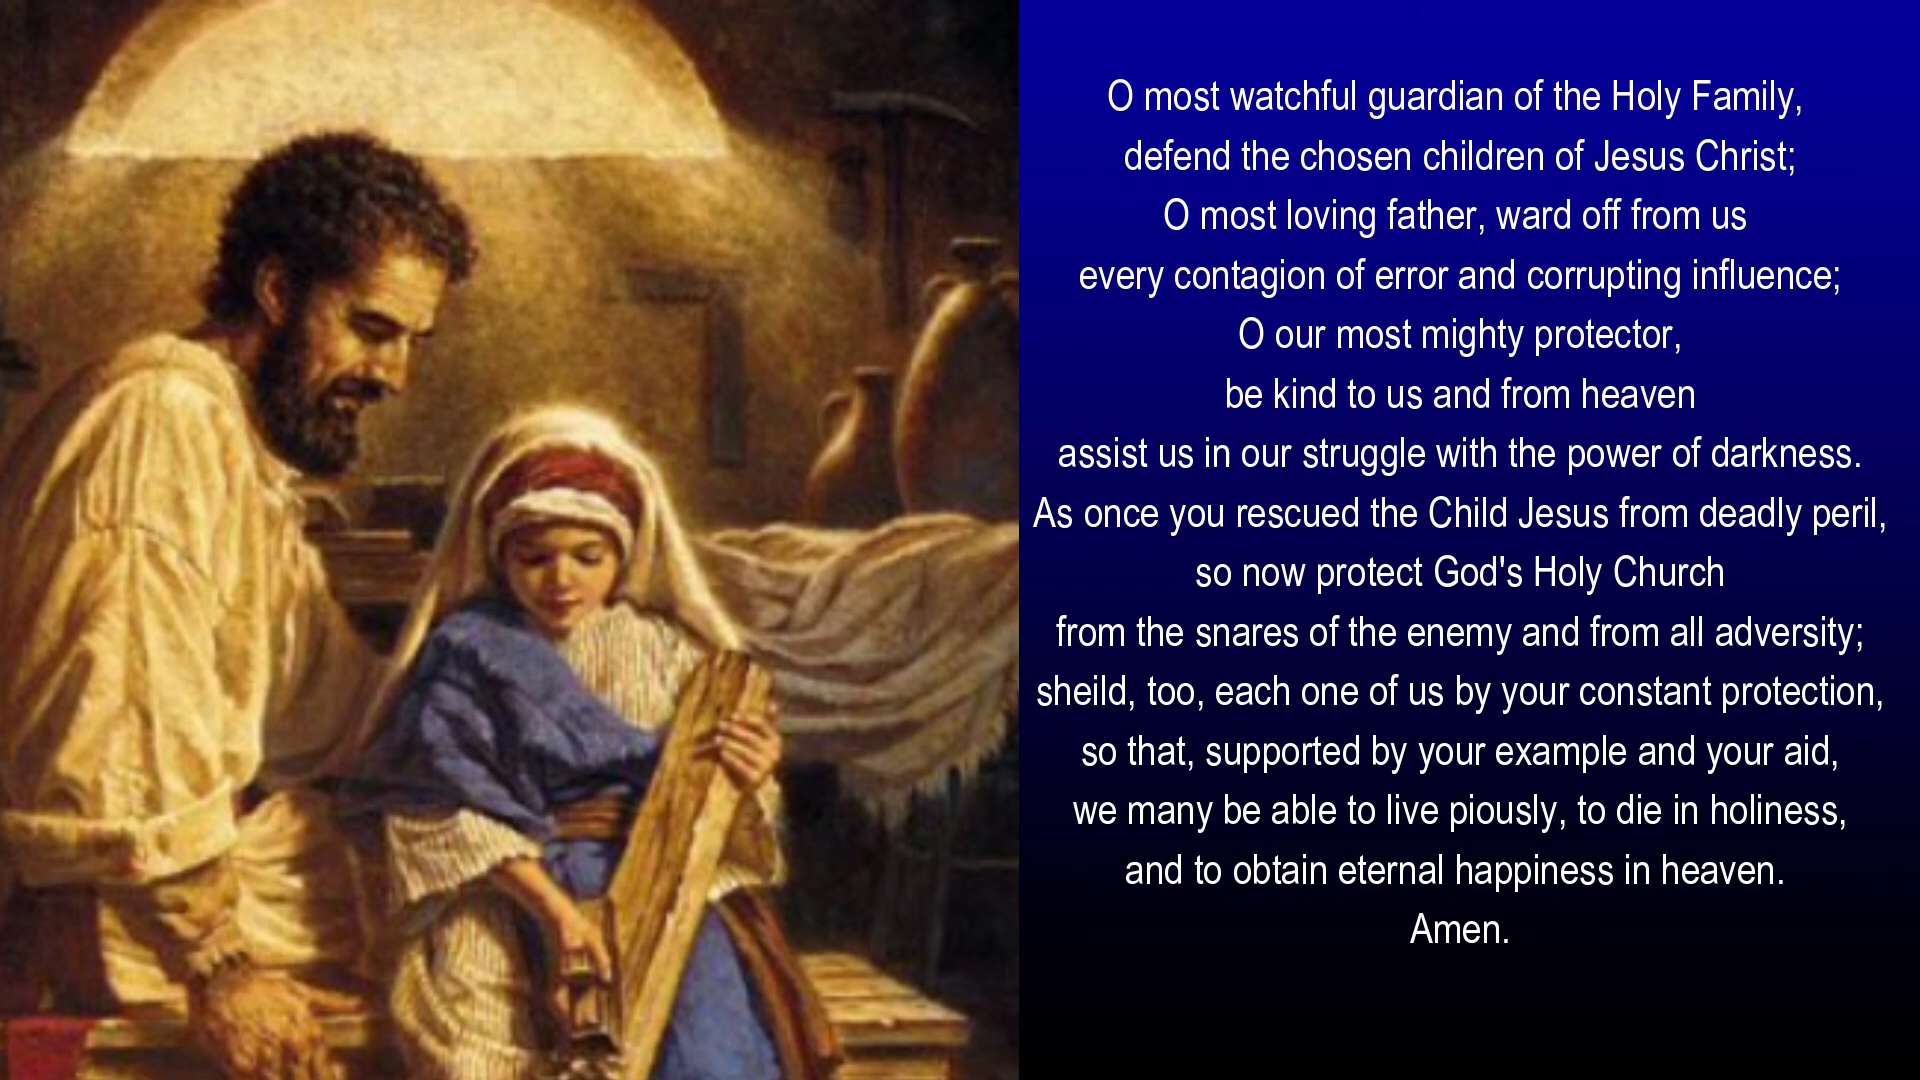 O most watchful guardian of the Holy Family,
defend the chosen children of Jesus Christ;
O most loving father, ward off from us
every contagion of error and corrupting influence;
O our most mighty protector,
be kind to us and from heaven
assist us in our struggle with the power of darkness.
As once you rescued the Child Jesus from deadly peril,
so now protect God's Holy Church
from the snares of the enemy and from all adversity;
sheild, too, each one of us by your constant protection,
so that, supported by your example and your aid,
we many be able to live piously, to die in holiness,
and to obtain eternal happiness in heaven.
Amen.